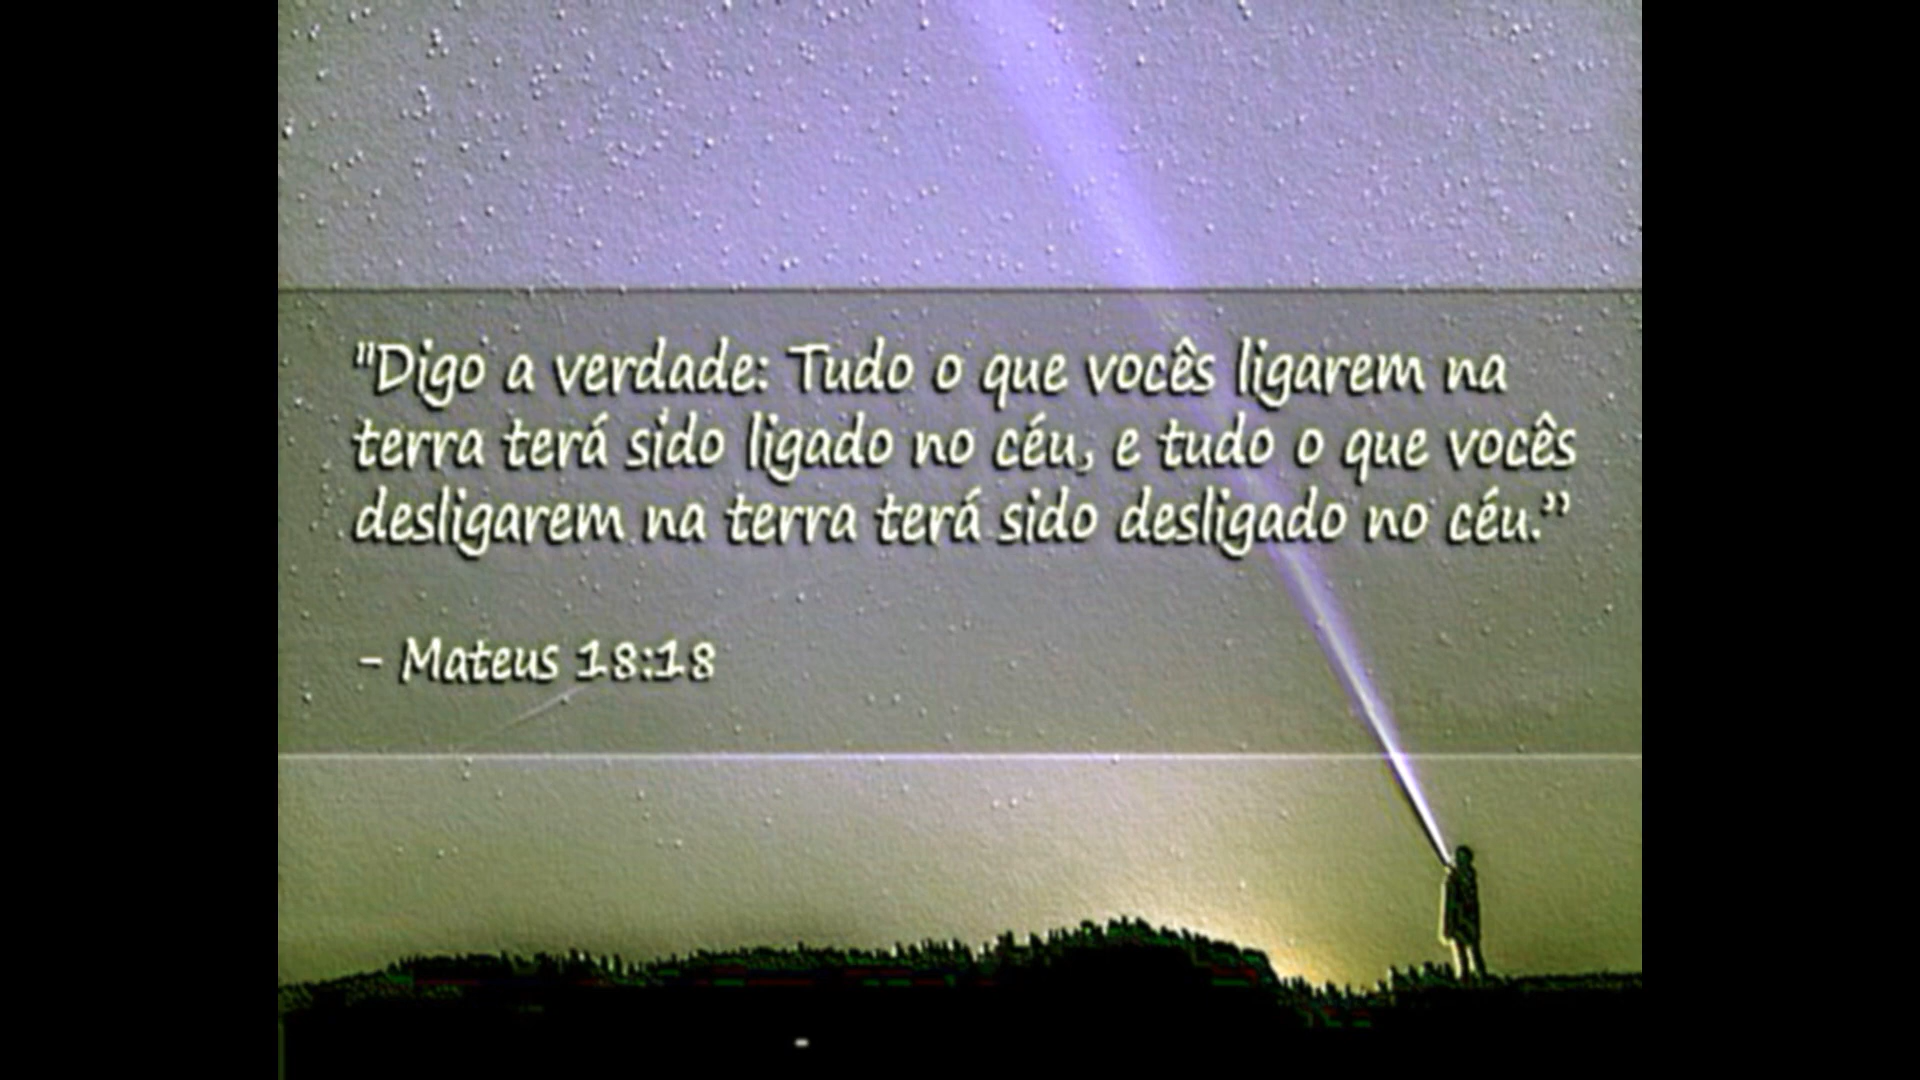 "Digo a verdade: Tudo o que vocês ligarem na
terra terá sido ligado no céu, e tudo o que vocês
desligarem na terra terá sido desligado no céu.”
- Mateus 18:18